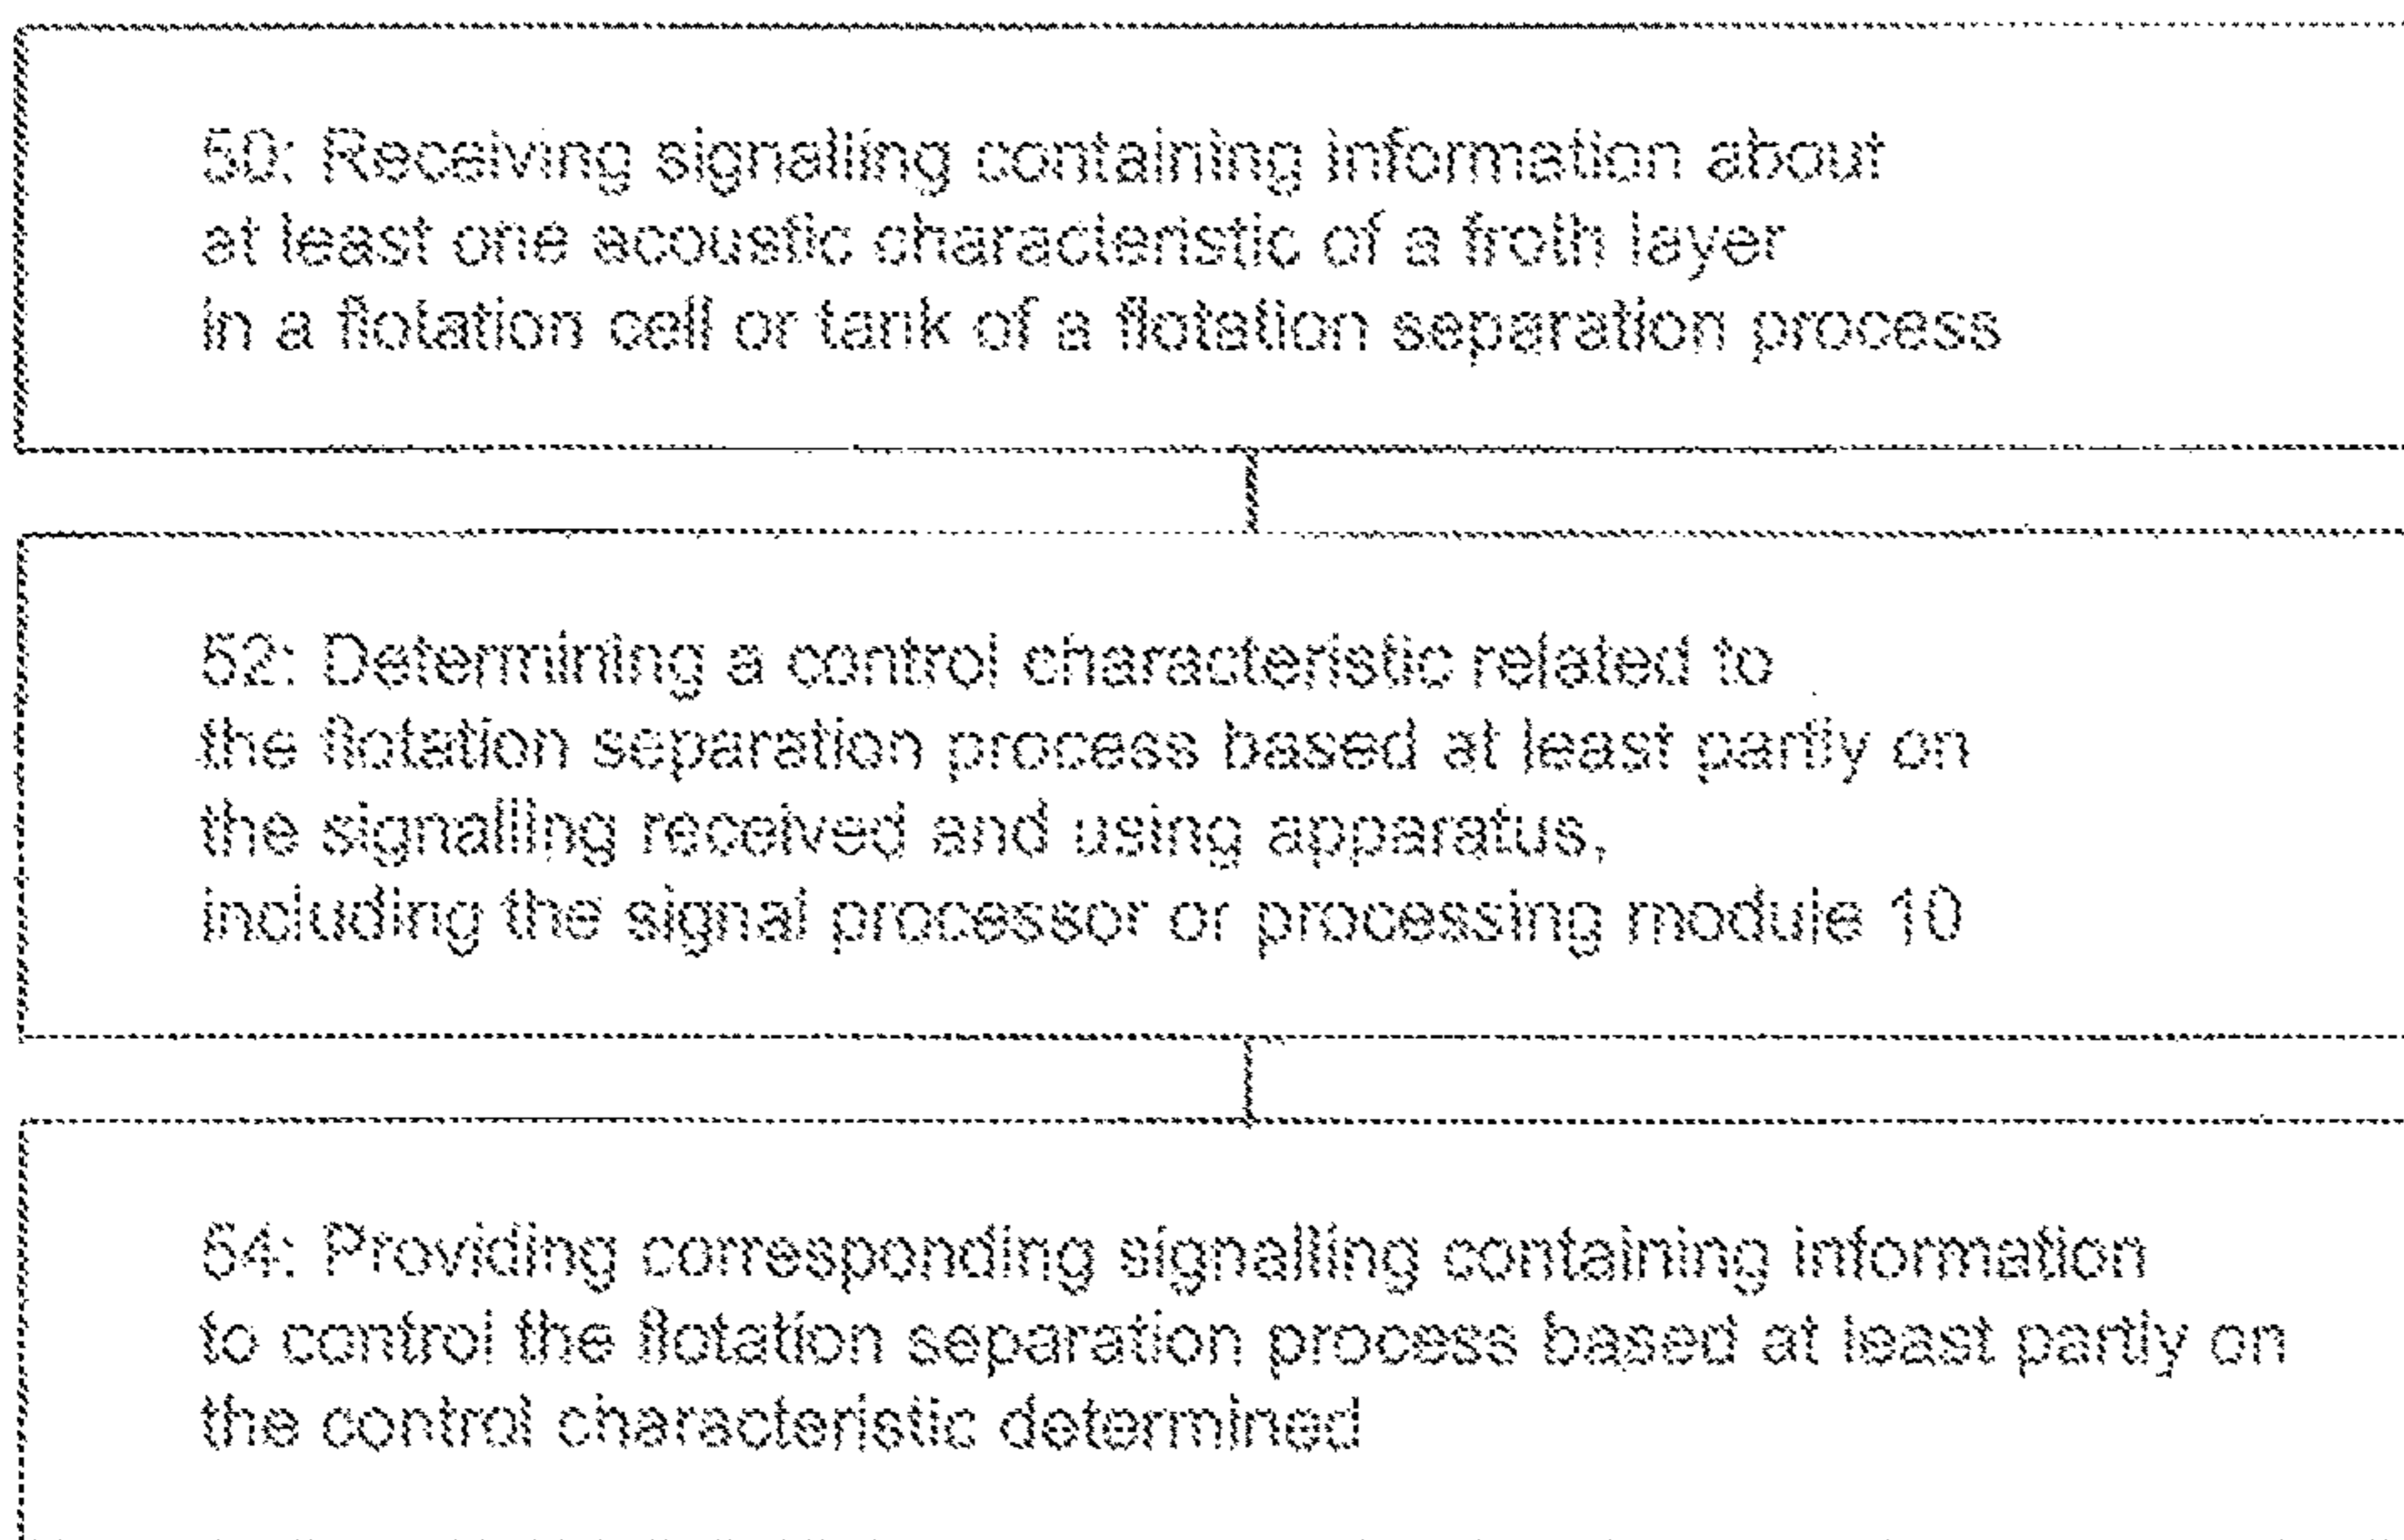 50: Receiving signalling containing information about
at least one acoustic characteristic of a froth layer
in a flotation cell or tank of a flotation separation process
52: Determining a control characteristic related to
the flotation separation process based at least partly on
the signalling received and using apparatus,
including the signal processor or processing module 10
54: Providing corresponding signalling containing information
to control the flotation separation process based at least partly on
the control characteristic determined